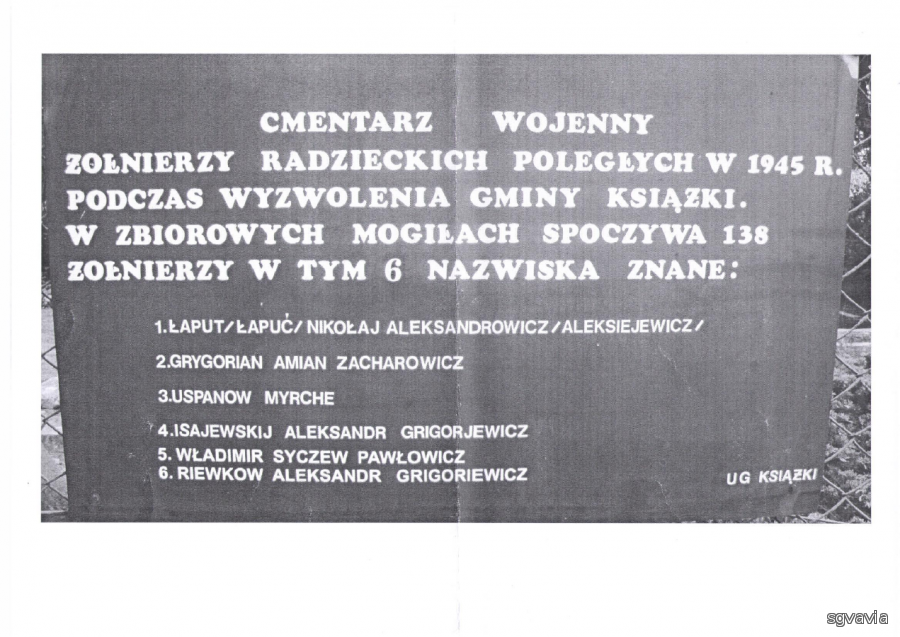 CMENTARZ WOJENNY
ŻOŁNIERZY RADZIECKICH POLEGŁYCH W 1945 R.
PODCZAS WYZWOLENIA GMINY KSIĄŻKI.
W ZBIOROWYCH MOGIŁACH SPOCZYWA 138
ŻOŁNIERZY W TYM 6 NAZWISKA ZNANE:
1.ŁAPUT/ŁAPUĆ/NIKOŁAJ ALEKSANDROWICZ/ALEKSIEJEWICZ/
2.GRYGORIAN AMIAN ZACHAROWICZ
3.USPANOW MYRCHE
4.ISAJEWSKIJ ALEKSANDR GRIGORJEWICZ
5. WŁADIMIR SYCZEW PAWŁOWICZ
6. RIEWKOW ALEKSANDR GRIGORIEWICZ
UG KSIĄŻKI
sgvavia